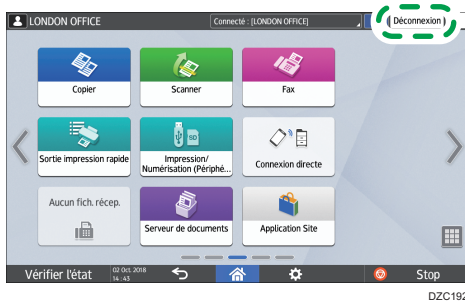 LONDON OFFICE
Connecté : [LONDON OFFICE]
Déconnexion
Copier
Scanner
Fax
SD
Sortie impression rapide
Impression/
Numérisation (Périphé...
Connexion directe
Aucun fich. récep.
Serveur de documents
Application Site
Vérifier l'état
02 Oct. 2018
14 : 43
Stop
DZC192